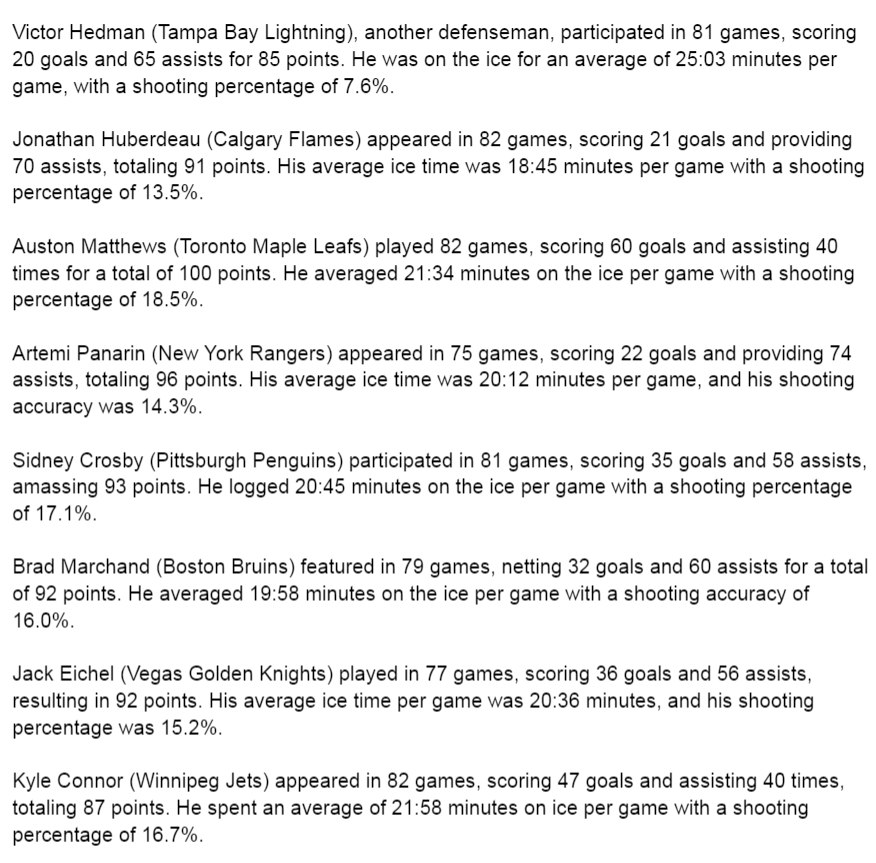 Victor Hedman (Tampa Bay Lightning), another defenseman, participated in 81 games, scoring
20 goals and 65 assists for 85 points. He was on the ice for an average of 25:03 minutes per
game, with a shooting percentage of 7.6%.
Jonathan Huberdeau (Calgary Flames) appeared in 82 games, scoring 21 goals and providing
70 assists, totaling 91 points. His average ice time was 18:45 minutes per game with a shooting
percentage of 13.5%.
Auston Matthews (Toronto Maple Leafs) played 82 games, scoring 60 goals and assisting 40
times for a total of 100 points. He averaged 21:34 minutes on the ice per game with a shooting
percentage of 18.5%.
Artemi Panarin (New York Rangers) appeared in 75 games, scoring 22 goals and providing 74
assists, totaling 96 points. His average ice time was 20:12 minutes per game, and his shooting
accuracy was 14.3%.
Sidney Crosby (Pittsburgh Penguins) participated in 81 games, scoring 35 goals and 58 assists,
amassing 93 points. He logged 20:45 minutes on the ice per game with a shooting percentage
of 17.1%.
Brad Marchand (Boston Bruins) featured in 79 games, netting 32 goals and 60 assists for a total
of 92 points. He averaged 19:58 minutes on the ice per game with a shooting accuracy of
16.0%.
Jack Eichel (Vegas Golden Knights) played in 77 games, scoring 36 goals and 56 assists,
resulting in 92 points. His average ice time per game was 20:36 minutes, and his shooting
percentage was 15.2%.
Kyle Connor (Winnipeg Jets) appeared in 82 games, scoring 47 goals and assisting 40 times,
totaling 87 points. He spent an average of 21:58 minutes on ice per game with a shooting
percentage of 16.7%.